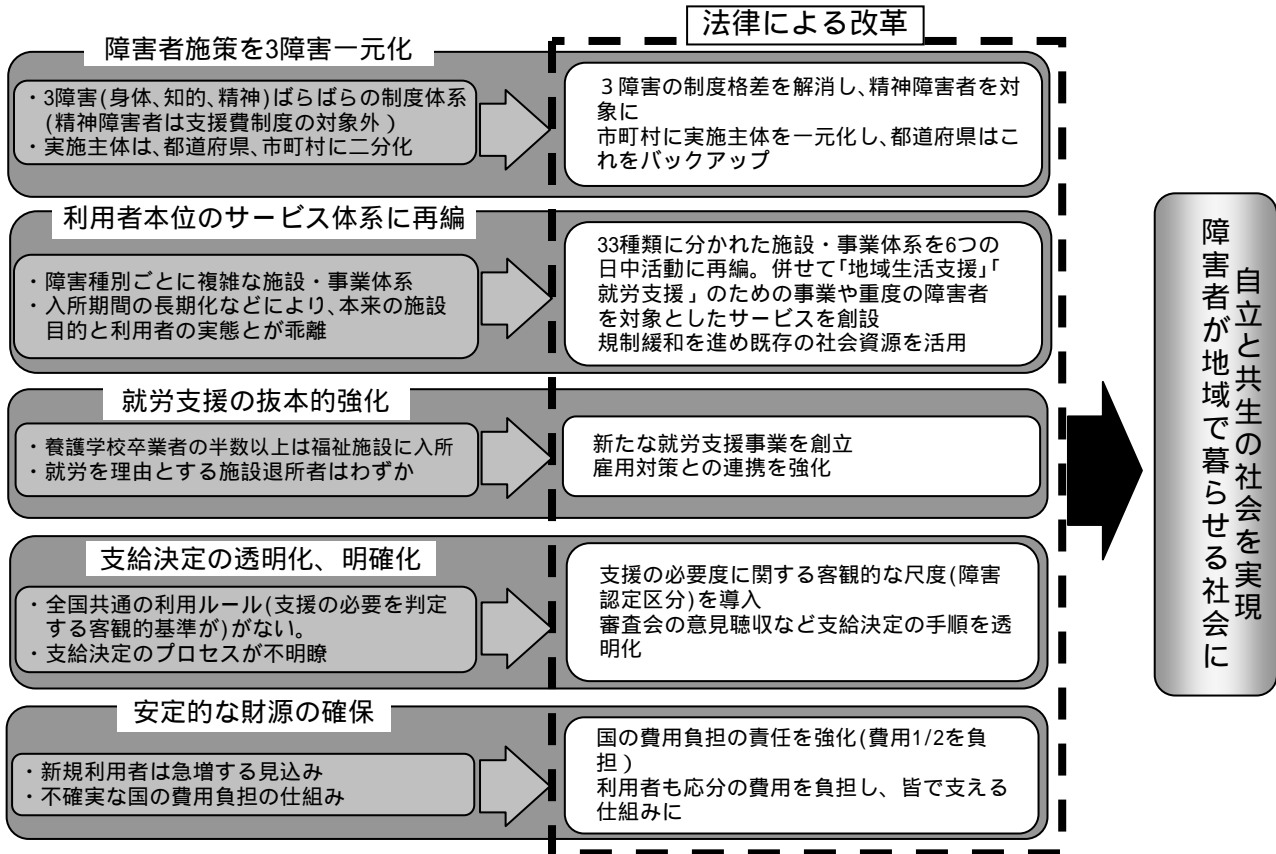 法律による改革
障害者施策を3障害一元化
・3障害(身体、知的、精神)ばらばらの制度体系
(精神障害者は支援費制度の対象外)
・実施主体は、都道府県、市町村に二分化
３障害の制度格差を解消し、精神障害者を対
象に
市町村に実施主体を一元化し、都道府県はこ
れをバックアップ
利用者本位のサービス体系に再編
・障害種別ごとに複雑な施設・事業体系
・入所期間の長期化などにより、本来の施設
目的と利用者の実態とが乖離
33種類に分かれた施設・事業体系を6つの
日中活動に再編。併せて「地域生活支援」「
就労支援」のための事業や重度の障害者
を対象としたサービスを創設
規制緩和を進め既存の社会資源を活用
就労支援の抜本的強化
・養護学校卒業者の半数以上は福祉施設に入所
・就労を理由とする施設退所者はわずか
新たな就労支援事業を創立
雇用対策との連携を強化
支給決定の透明化、明確化
・全国共通の利用ルール(支援の必要を判定
する客観的基準が)がない。
・支給決定のプロセスが不明瞭
支援の必要度に関する客観的な尺度(障害
認定区分)を導入
審査会の意見聴収など支給決定の手順を透
明化
安定的な財源の確保
・新規利用者は急増する見込み
・不確実な国の費用負担の仕組み
国の費用負担の責任を強化(費用1/2を負
担)
利用者も応分の費用を負担し、皆で支える
仕組みに
自立と共生の社会を実現
障害者が地域で暮らせる社会に